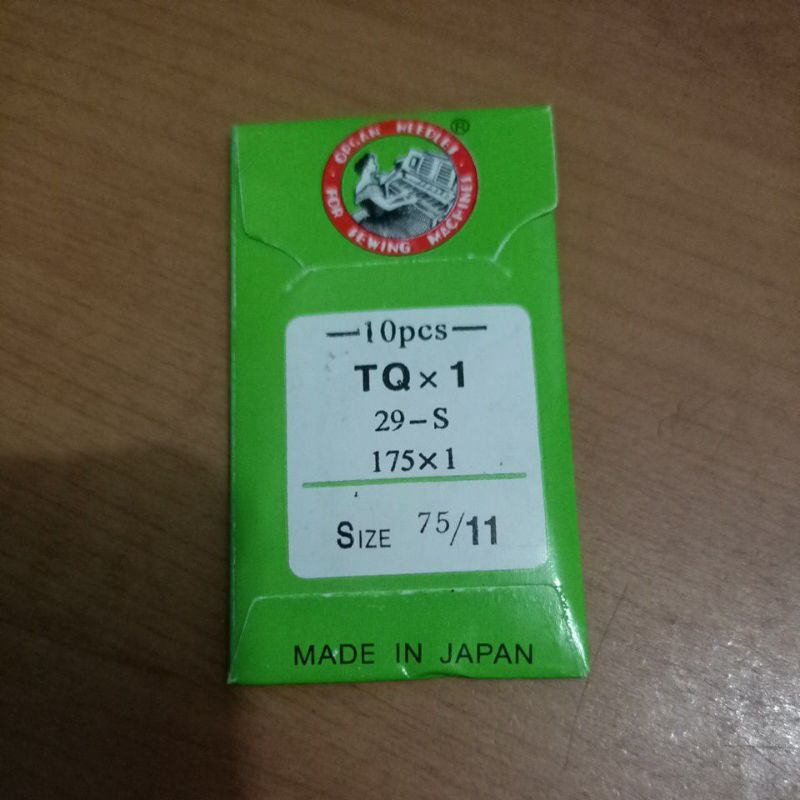 ORGAN NEEDLES ®
FOR SEWING MACHINES
—10pcs—
TQ×1
29-S
175×1
SIZE 75/11
MADE IN JAPAN